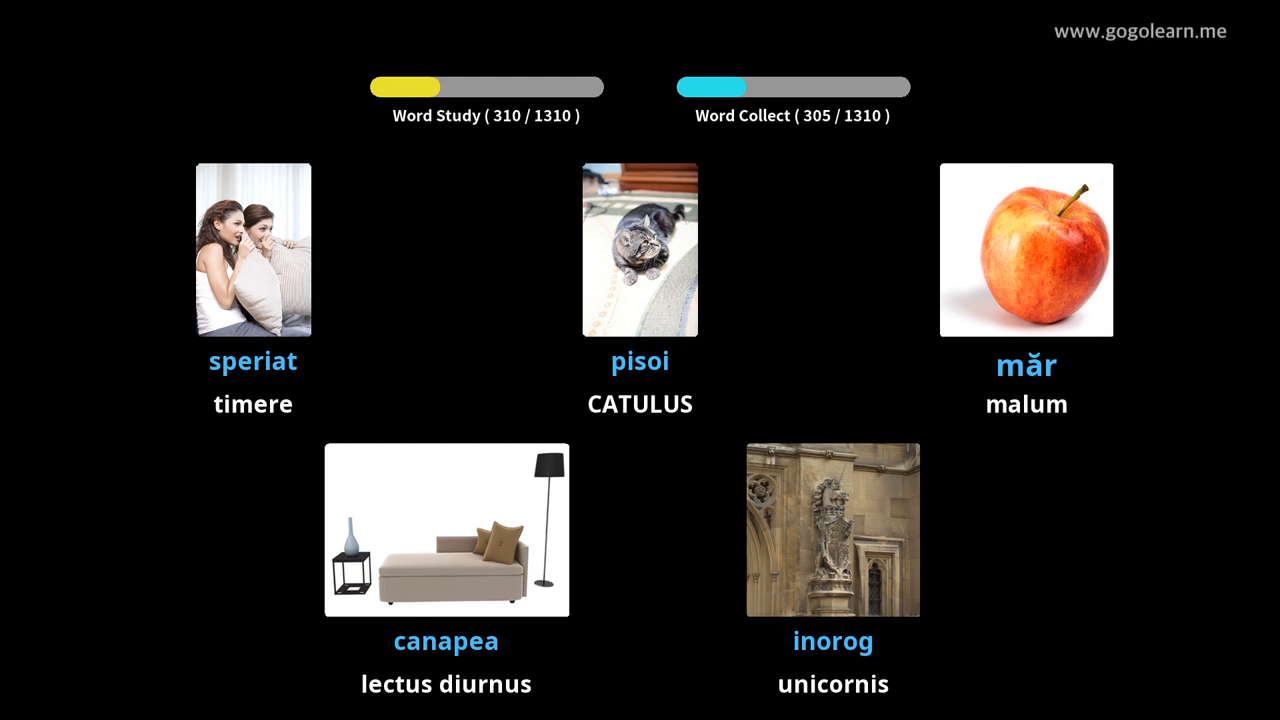 www.gogolearn.me
Word Study ( 310 / 1310 )
Word Collect ( 305 / 1310 )
speriat
timere
pisoi
CATULUS
măr
malum
canapea
lectus diurnus
inorog
unicornis